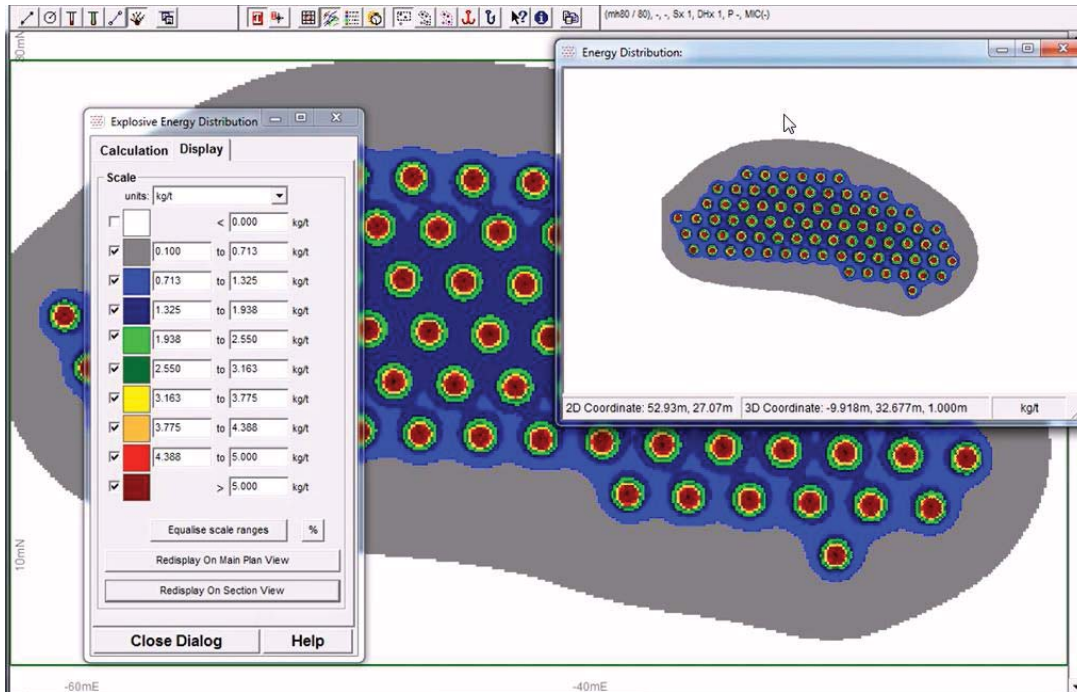 (mh80 / 80), -, -, Sx 1, DHx 1, P -, MIC(-)
Energy Distribution:
2D Coordinate: 52.93m, 27.07m
3D Coordinate: -9.918m, 32.677m, 1.000m
kg/t
Explosive Energy Distribution
Calculation
Display
Scale
units: kg/t
< 0.000 kg/t
0.100 to 0.713 kg/t
0.713 to 1.325 kg/t
1.325 to 1.938 kg/t
1.938 to 2.550 kg/t
2.550 to 3.163 kg/t
3.163 to 3.775 kg/t
3.775 to 4.388 kg/t
4.388 to 5.000 kg/t
> 5.000 kg/t
Equalise scale ranges %
Redisplay On Main Plan View
Redisplay On Section View
Close Dialog Help
10mN
-60mE
-40mE